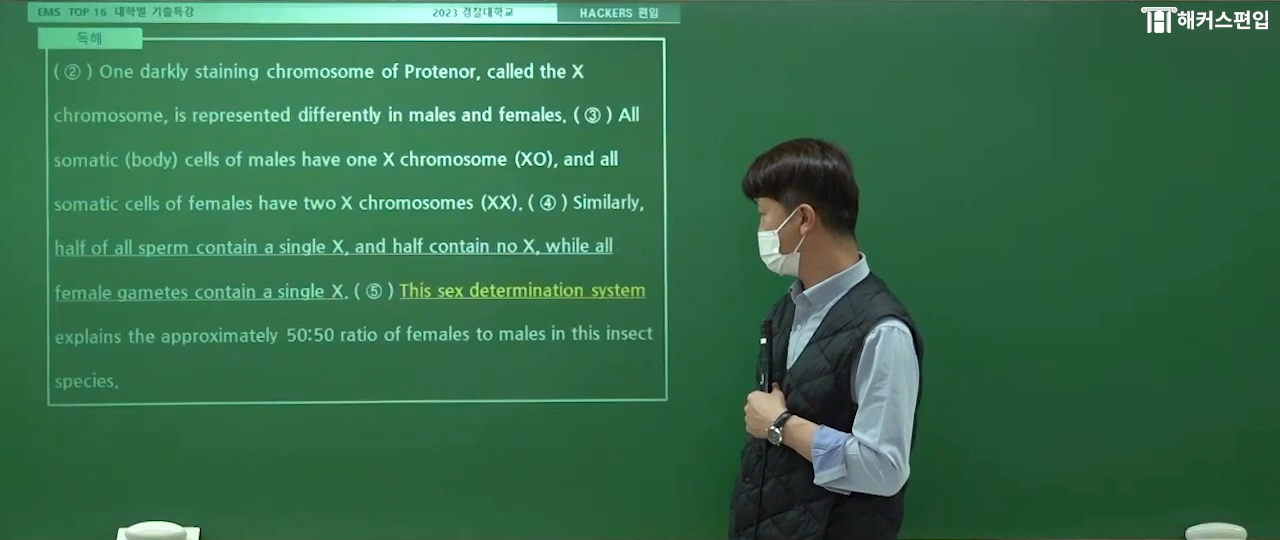 EMS TOP 16 대학별 기출특강
2023 경찰대학교
HACKERS 편입
해커스편입
독해
( ② ) One darkly staining chromosome of Protenor, called the X
chromosome, is represented differently in males and females. ( ③ ) All
somatic (body) cells of males have one X chromosome (XO), and all
somatic cells of females have two X chromosomes (XX). ( ④ ) Similarly,
half of all sperm contain a single X, and half contain no X, while all
female gametes contain a single X. ( ⑤ ) This sex determination system
explains the approximately 50:50 ratio of females to males in this insect
species.